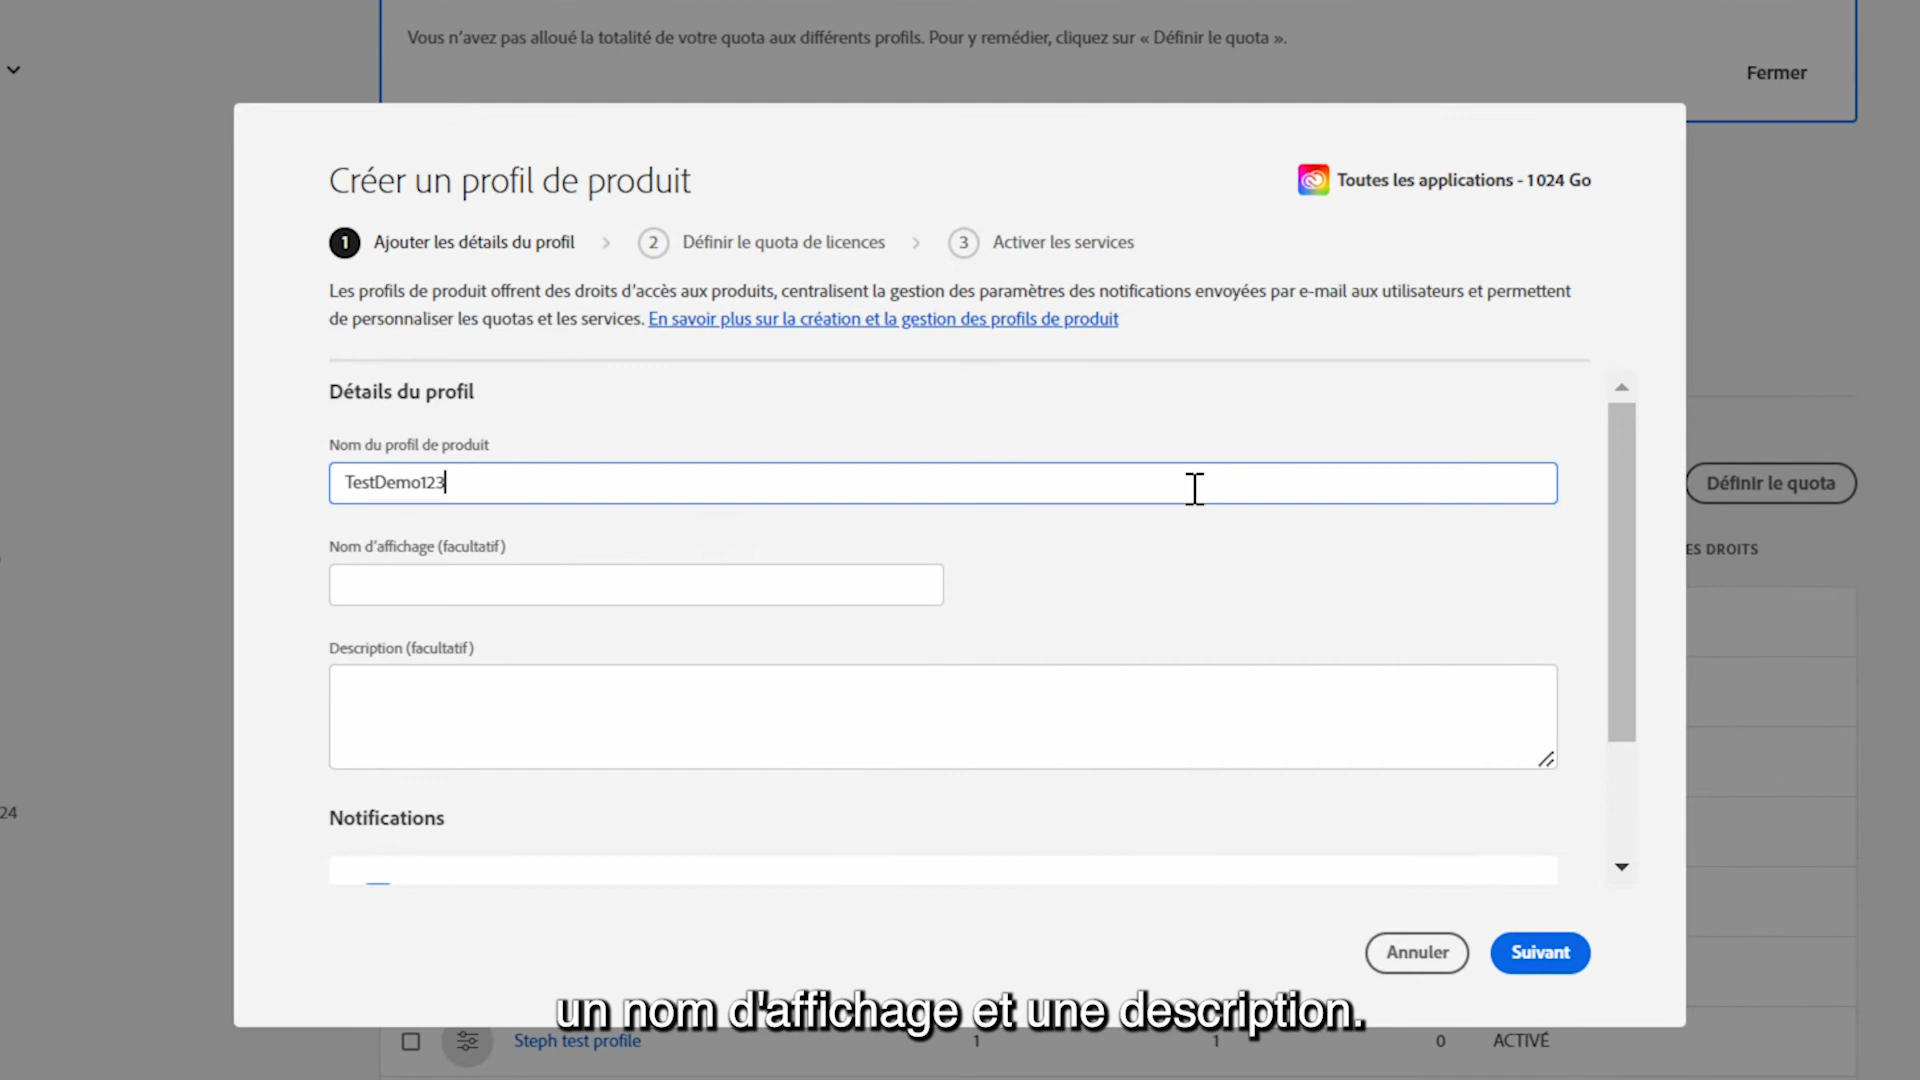 Vous n'avez pas alloué la totalité de votre quota aux différents profils. Pour y remédier, cliquez sur « Définir le quota ».
Fermer
Créer un profil de produit
Toutes les applications - 1 024 Go
1 Ajouter les détails du profil > 2 Définir le quota de licences > 3 Activer les services
Les profils de produit offrent des droits d'accès aux produits, centralisent la gestion des paramètres des notifications envoyées par e-mail aux utilisateurs et permettent
de personnaliser les quotas et les services. En savoir plus sur la création et la gestion des profils de produit
Détails du profil
Nom du profil de produit
TestDemo123
Définir le quota
Nom d'affichage (facultatif)
ES DROITS
Description (facultatif)
24
Notifications
Annuler
Suivant
un nom d'affichage et une description.
Steph test profile 1 1 0 ACTIVÉ